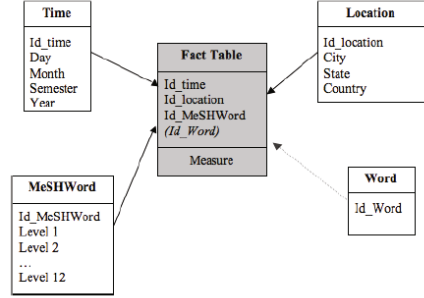 Time
Id_time
Day
Month
Semester
Year
Fact Table
Id_time
Id_location
Id_MeSHWord
(Id_Word)
Measure
Location
Id_location
City
State
Country
MeSHWord
Id_MeSHWord
Level 1
Level 2
...
Level 12
Word
Id_Word